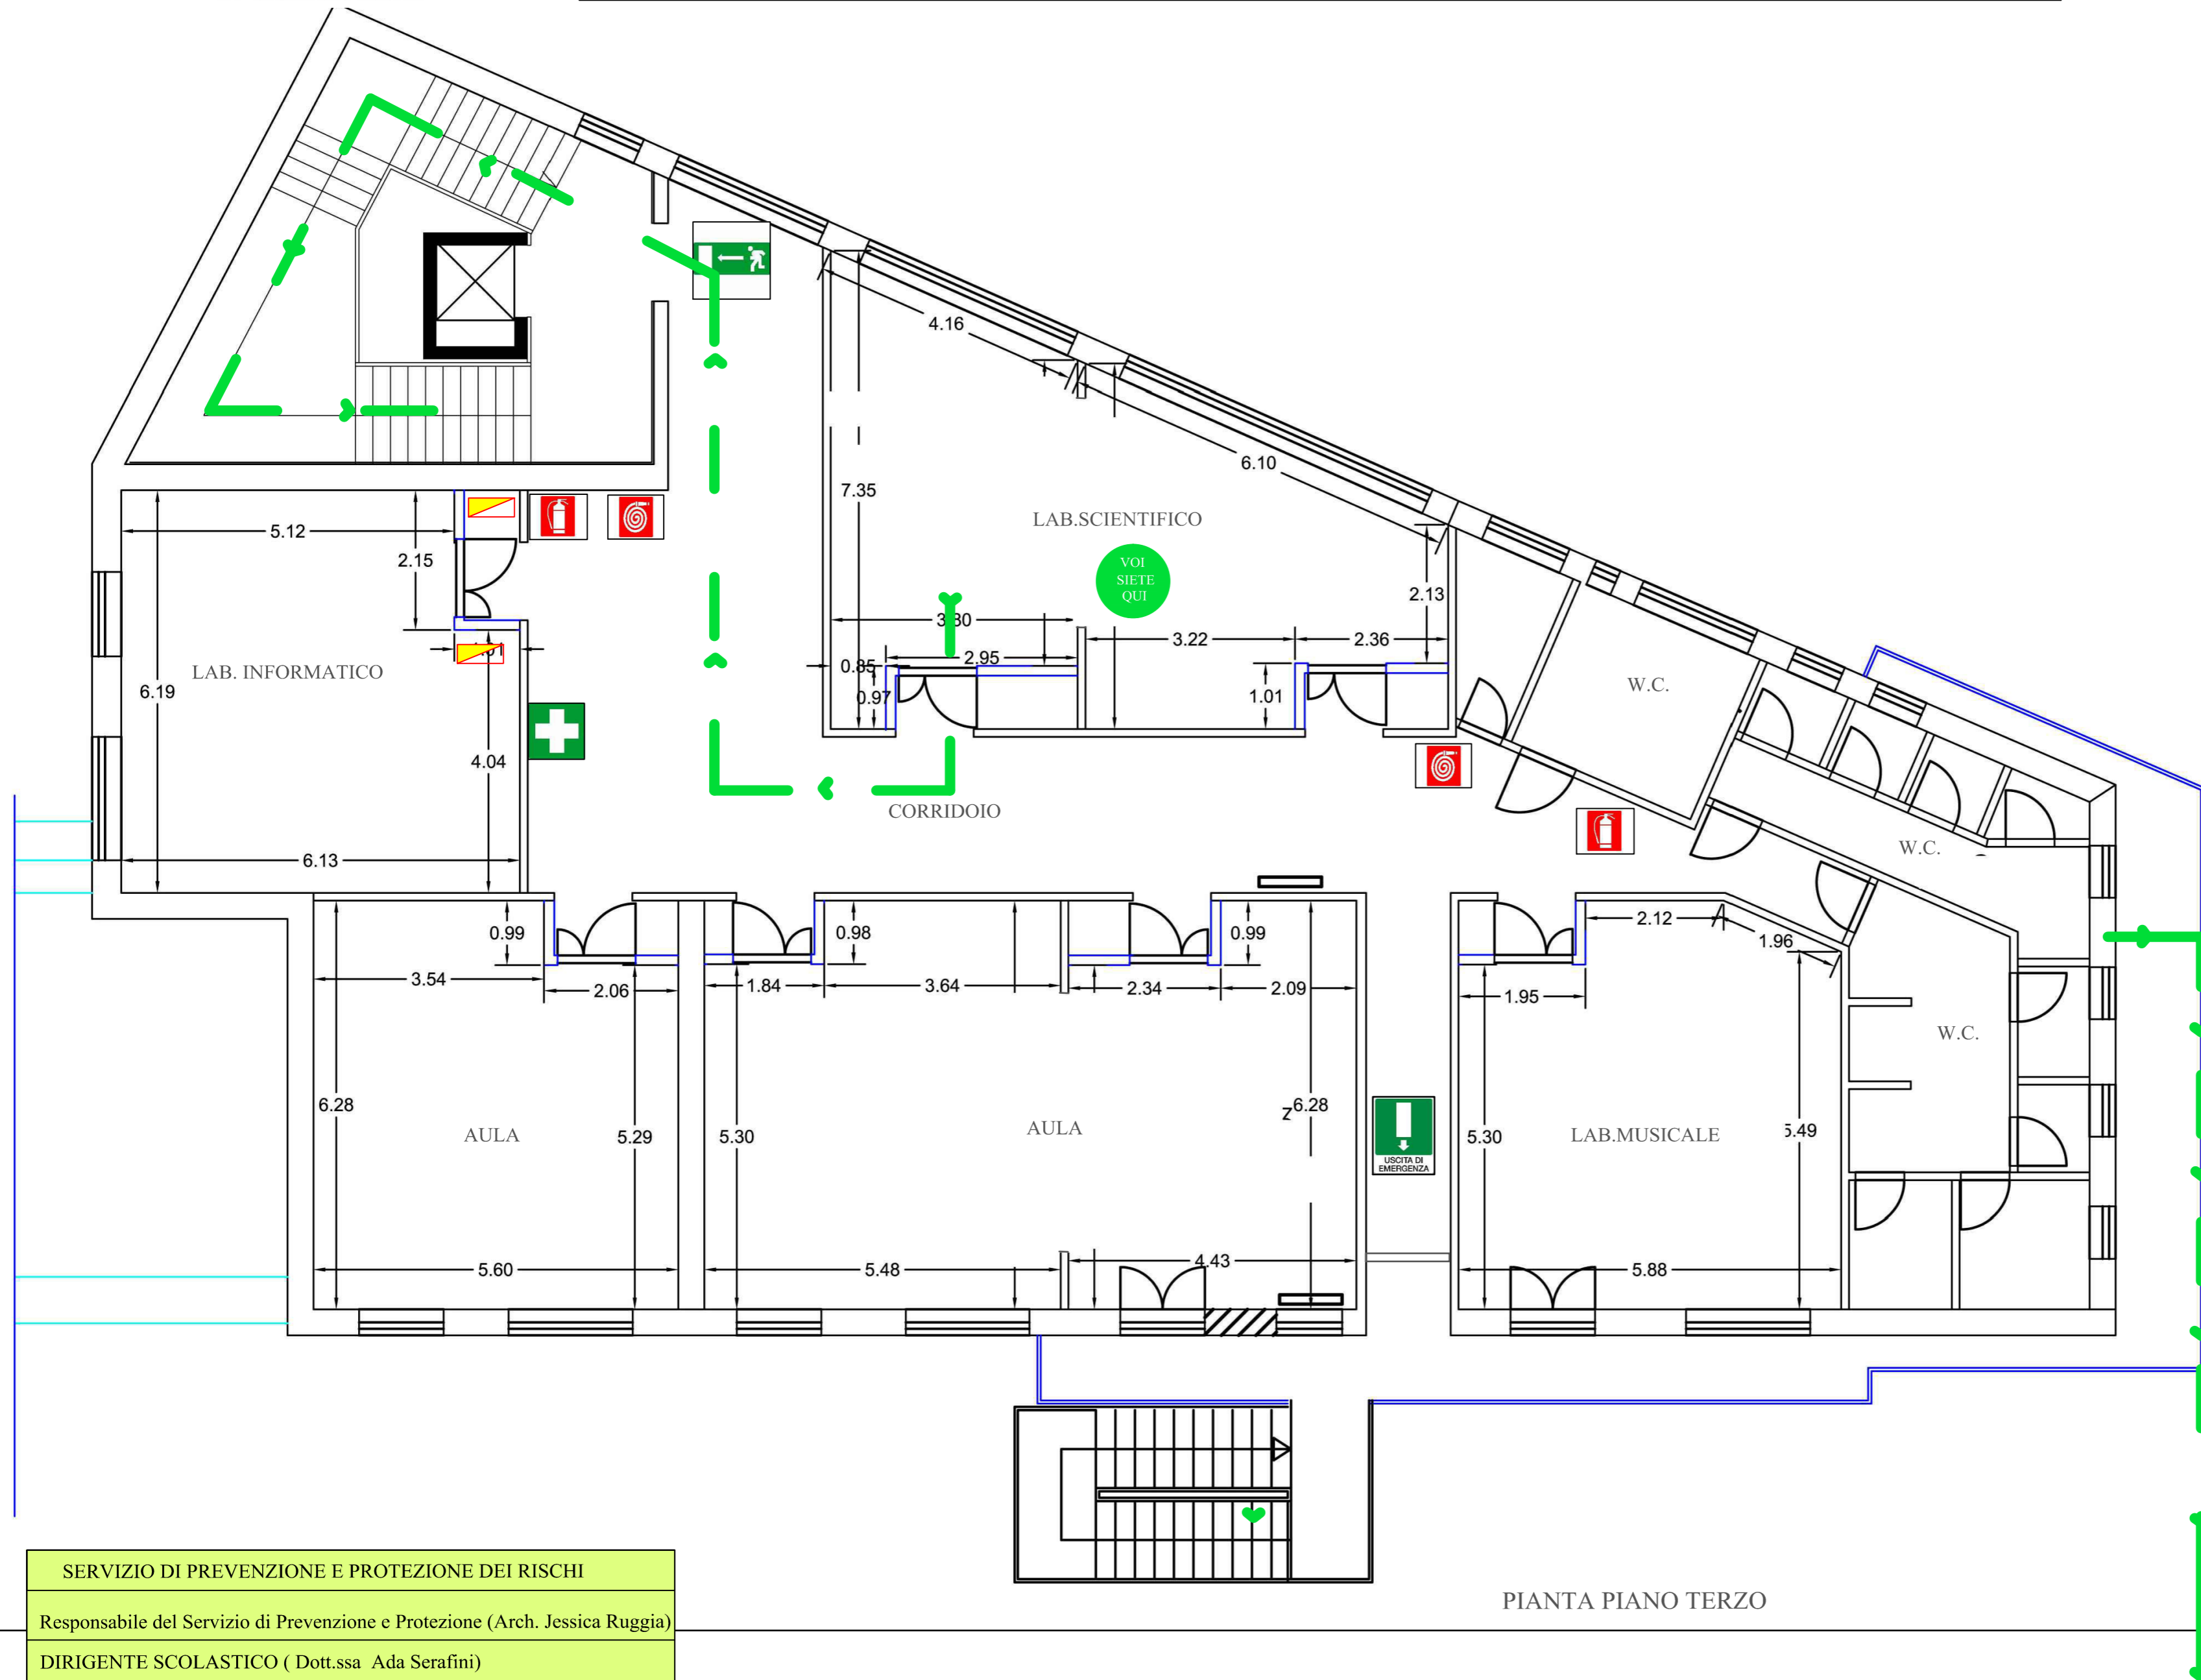 4.16
6.10
7.35
LAB.SCIENTIFICO
VOI
SIETE
QUI
5.12
2.15
2.13
3.22
2.36
2.95
0.85
0.97
1.01
LAB. INFORMATICO
6.19
4.04
6.13
W.C.
W.C.
W.C.
CORRIDOIO
0.99
0.98
0.99
2.12
1.96
3.54
2.06
1.84
3.64
2.34
2.09
1.95
6.28
AULA
5.29
5.30
AULA
z
6.28
USCITA DI
EMERGENZA
5.30
LAB.MUSICALE
5.49
5.60
5.48
4.43
5.88
SERVIZIO DI PREVENZIONE E PROTEZIONE DEI RISCHI
Responsabile del Servizio di Prevenzione e Protezione (Arch. Jessica Ruggia)
DIRIGENTE SCOLASTICO ( Dott.ssa Ada Serafini)
PIANTA PIANO TERZO